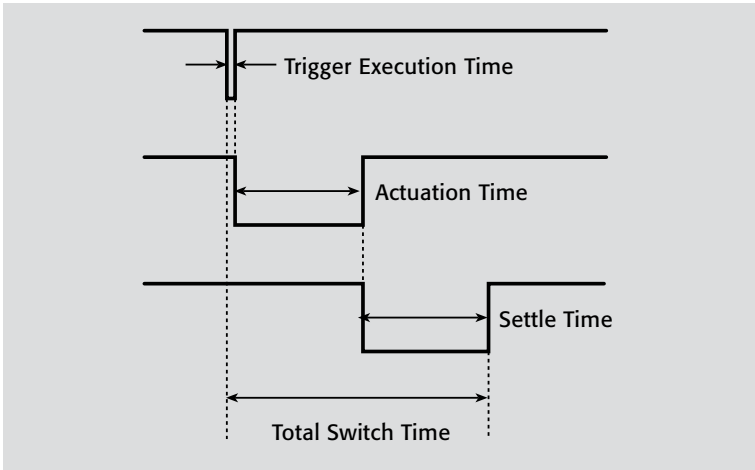 Trigger Execution Time
Actuation Time
Settle Time
Total Switch Time